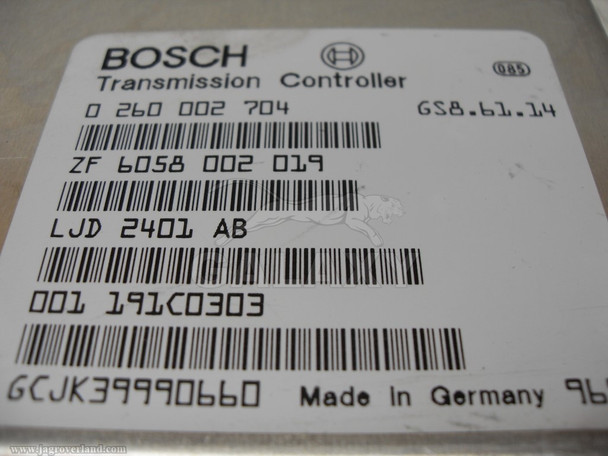 BOSCH
Transmission Controller
085
0 260 002 704 GS8.61.14
ZF 6058 002 019
LJD 2401 AB
001 191C0303
GCJK39990660 Made In Germany 96
www.jagroverland.com